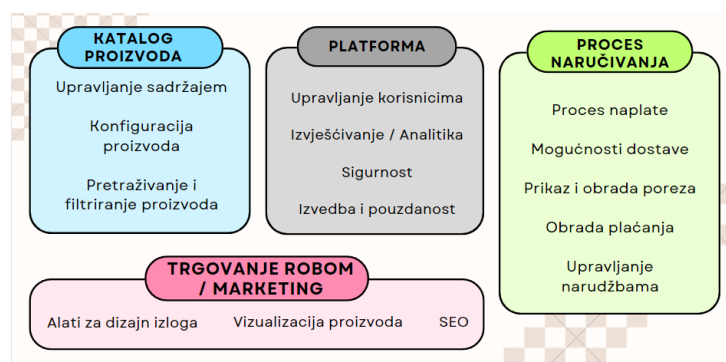 KATALOG
PROIZVODA
Upravljanje sadržajem
Konfiguracija
proizvoda
Pretraživanje i
filtriranje proizvoda
PLATFORMA
Upravljanje korisnicima
Izvješćivanje / Analitika
Sigurnost
Izvedba i pouzdanost
PROCES
NARUČIVANJA
Proces naplate
Mogućnosti dostave
Prikaz i obrada poreza
Obrada plaćanja
Upravljanje
narudžbama
TRGOVANJE ROBOM
/ MARKETING
Alati za dizajn izloga
Vizualizacija proizvoda
SEO